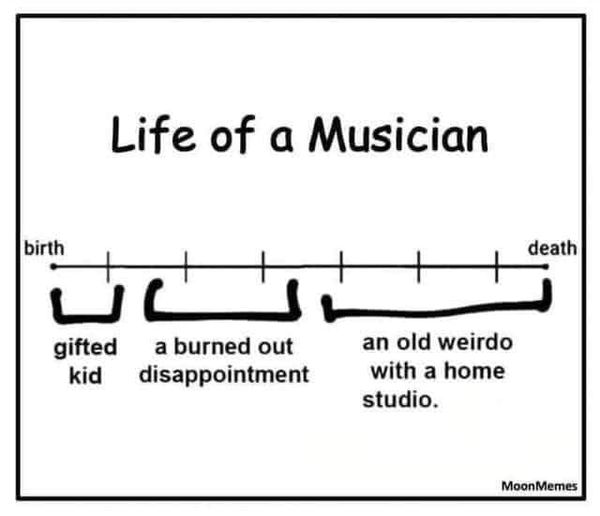 Life of a Musician
birth
death
gifted
kid
a burned out
disappointment
an old weirdo
with a home
studio.
MoonMemes